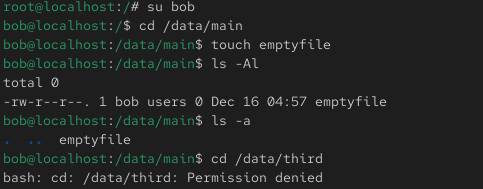 root@localhost:/# su bob
bob@localhost:/$ cd /data/main
bob@localhost:/data/main$ touch emptyfile
bob@localhost:/data/main$ ls -Al
total 0
-rw-r--r--. 1 bob users 0 Dec 16 04:57 emptyfile
bob@localhost:/data/main$ ls -a
.  ..  emptyfile
bob@localhost:/data/main$ cd /data/third
bash: cd: /data/third: Permission denied